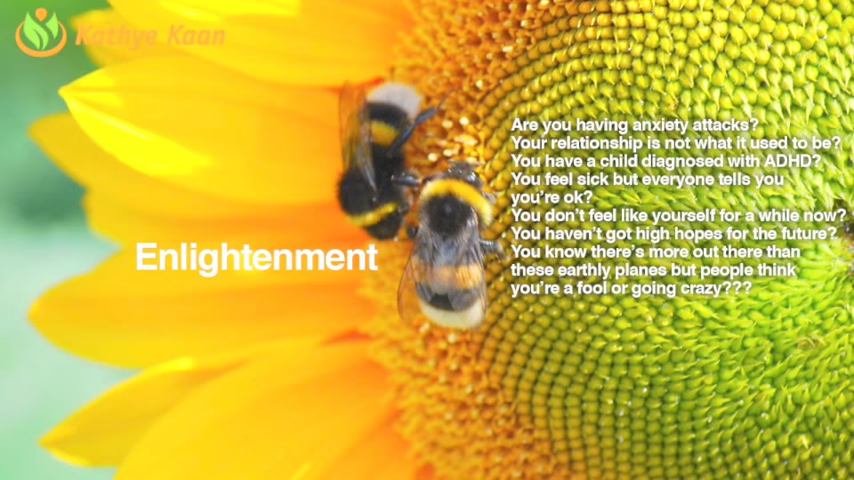 Kathye Kaan
Are you having anxiety attacks?
Your relationship is not what it used to be?
You have a child diagnosed with ADHD?
You feel sick but everyone tells you
you're ok?
You don't feel like yourself for a while now?
You haven't got high hopes for the future?
You know there's more out there than
these earthly planes but people think
you're a fool or going crazy???
Enlightenment